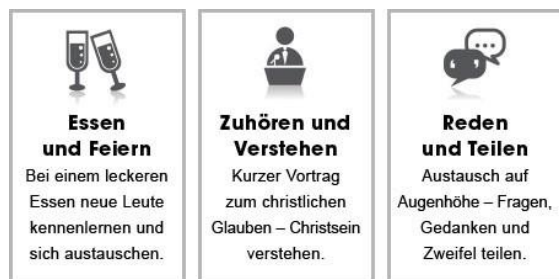 Essen
und Feiern
Bei einem leckeren
Essen neue Leute
kennenlernen und
sich austauschen.
Zuhören und
Verstehen
Kurzer Vortrag
zum christlichen
Glauben – Christsein
verstehen.
Reden
und Teilen
Austausch auf
Augenhöhe – Fragen,
Gedanken und
Zweifel teilen.